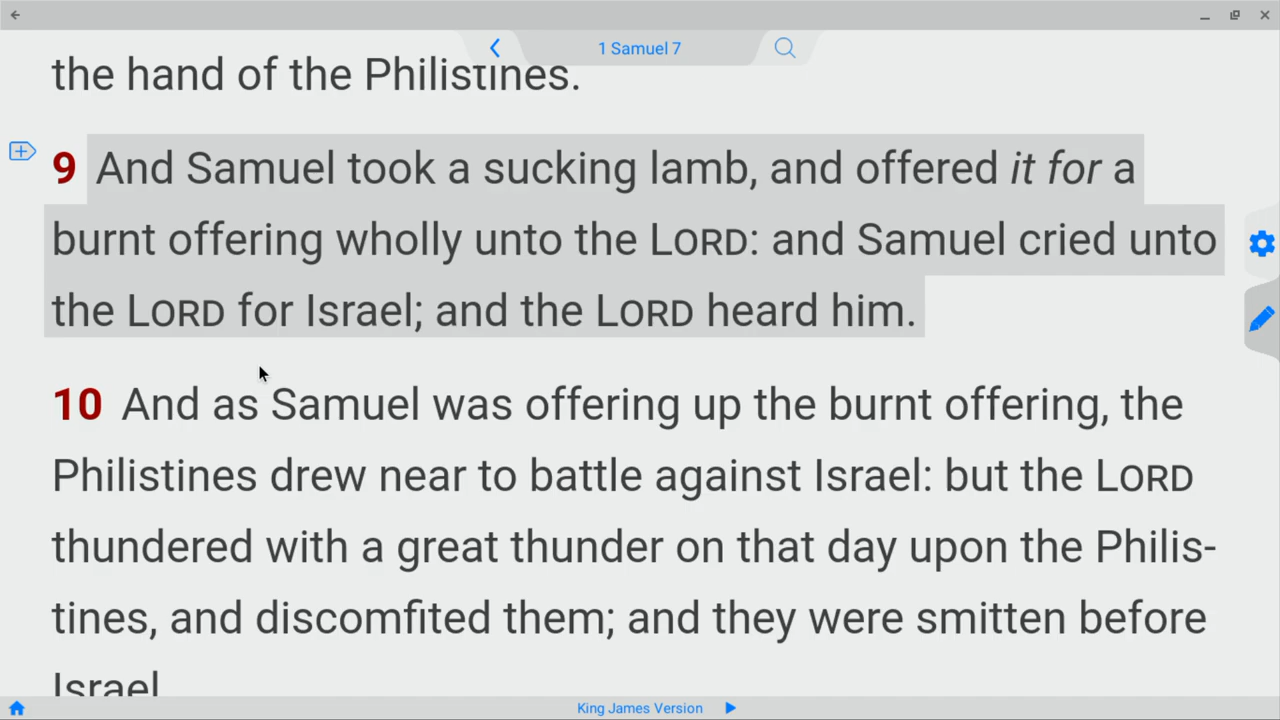 1 Samuel 7
the hand of the Philistines.
9 And Samuel took a sucking lamb, and offered it for a
burnt offering wholly unto the LORD: and Samuel cried unto
the LORD for Israel; and the LORD heard him.
10 And as Samuel was offering up the burnt offering, the
Philistines drew near to battle against Israel: but the LORD
thundered with a great thunder on that day upon the Philis-
tines, and discomfited them; and they were smitten before
Israel
King James Version